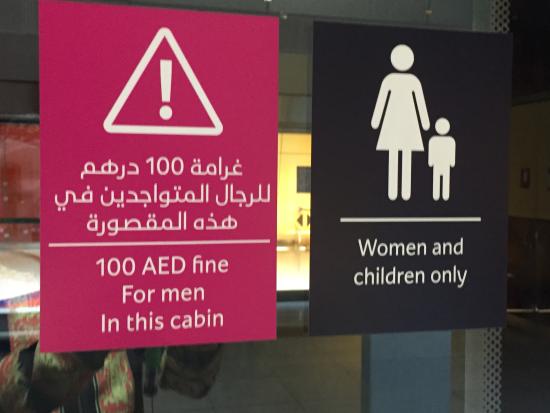 غرامة 100 درهم
للرجال المتواجدين في
هذه المقصورة
100 AED fine
For men
In this cabin
Women and
children only